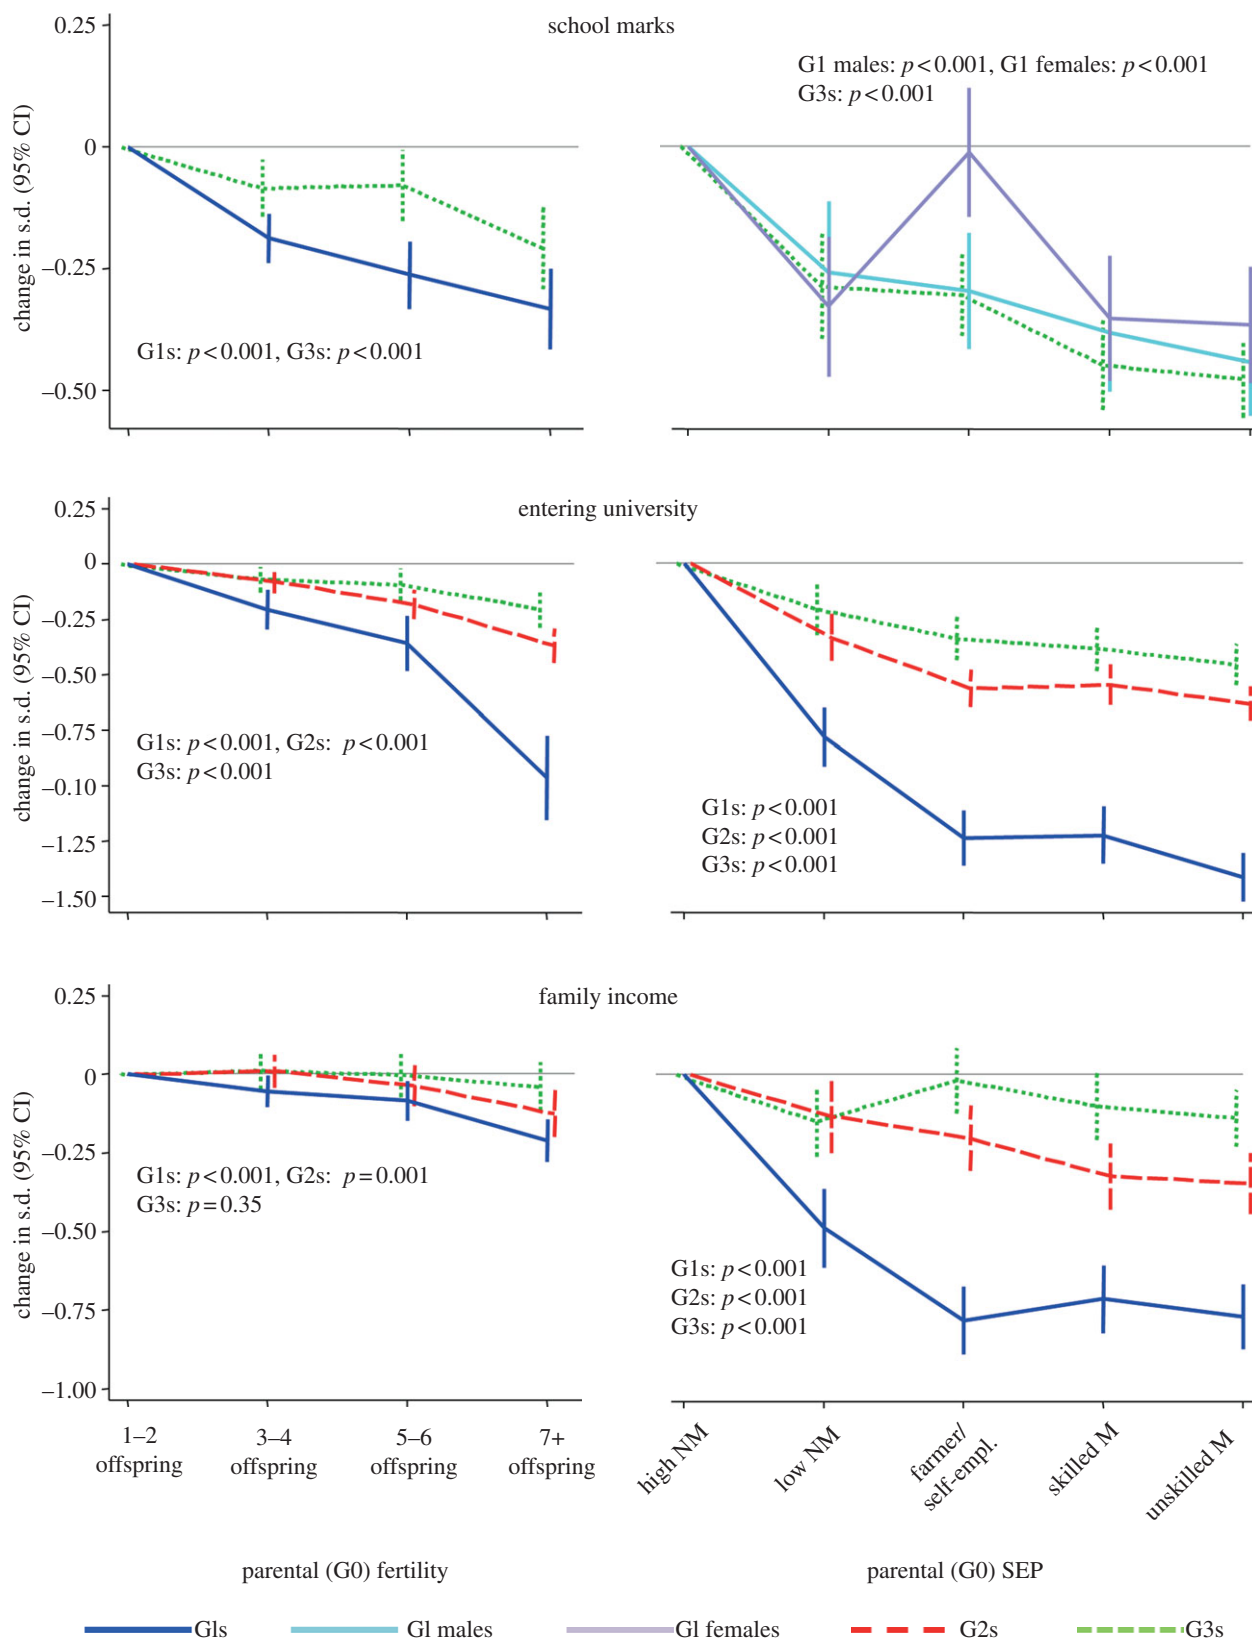 school marks
change in s.d. (95% CI)
0.25
0
–0.25
–0.50
G1s: p<0.001, G3s: p<0.001
G1 males: p<0.001, G1 females: p<0.001
G3s: p<0.001
entering university
change in s.d. (95% CI)
0.25
0
–0.25
–0.50
–0.75
–0.10
–1.25
–1.50
G1s: p<0.001, G2s: p<0.001
G3s: p<0.001
G1s: p<0.001
G2s: p<0.001
G3s: p<0.001
family income
change in s.d. (95% CI)
0.25
0
–0.25
–0.50
–0.75
–1.00
G1s: p<0.001, G2s: p=0.001
G3s: p=0.35
G1s: p<0.001
G2s: p<0.001
G3s: p<0.001
1–2
offspring
3–4
offspring
5–6
offspring
7+
offspring
high NM
low NM
farmer/
self-empl.
skilled M
unskilled M
parental (G0) fertility
parental (G0) SEP
Gls
Gl males
Gl females
G2s
G3s